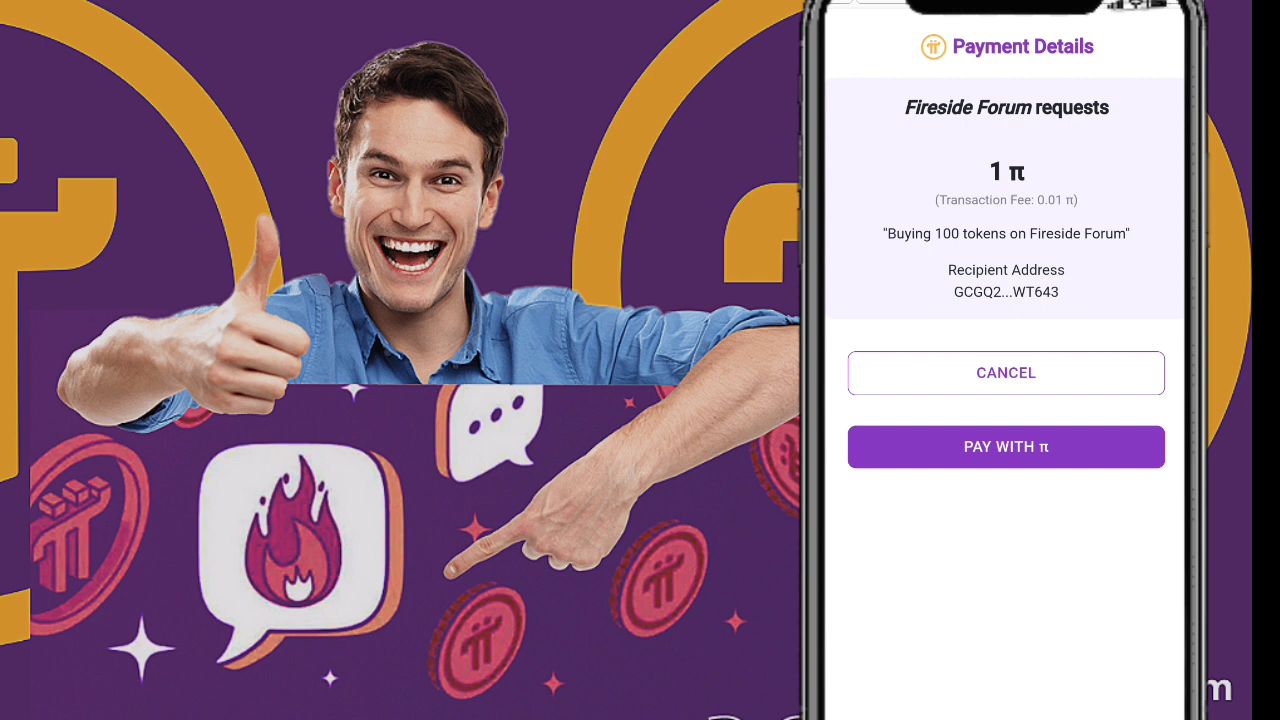 Payment Details
Fireside Forum requests
1 π
(Transaction Fee: 0.01 π)
"Buying 100 tokens on Fireside Forum"
Recipient Address
GCGQ2...WT643
CANCEL
PAY WITH π
m